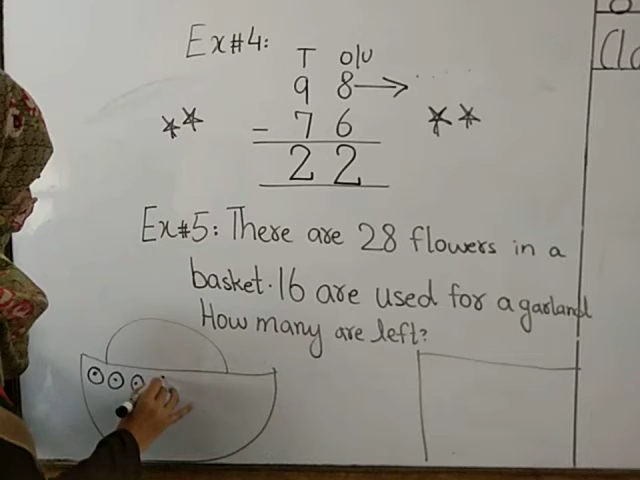 Ex#4:
T O/U
9 8
- 7 6
2 2
Ex#5: There are 28 flowers in a
basket. 16 are used for a garland
How many are left?